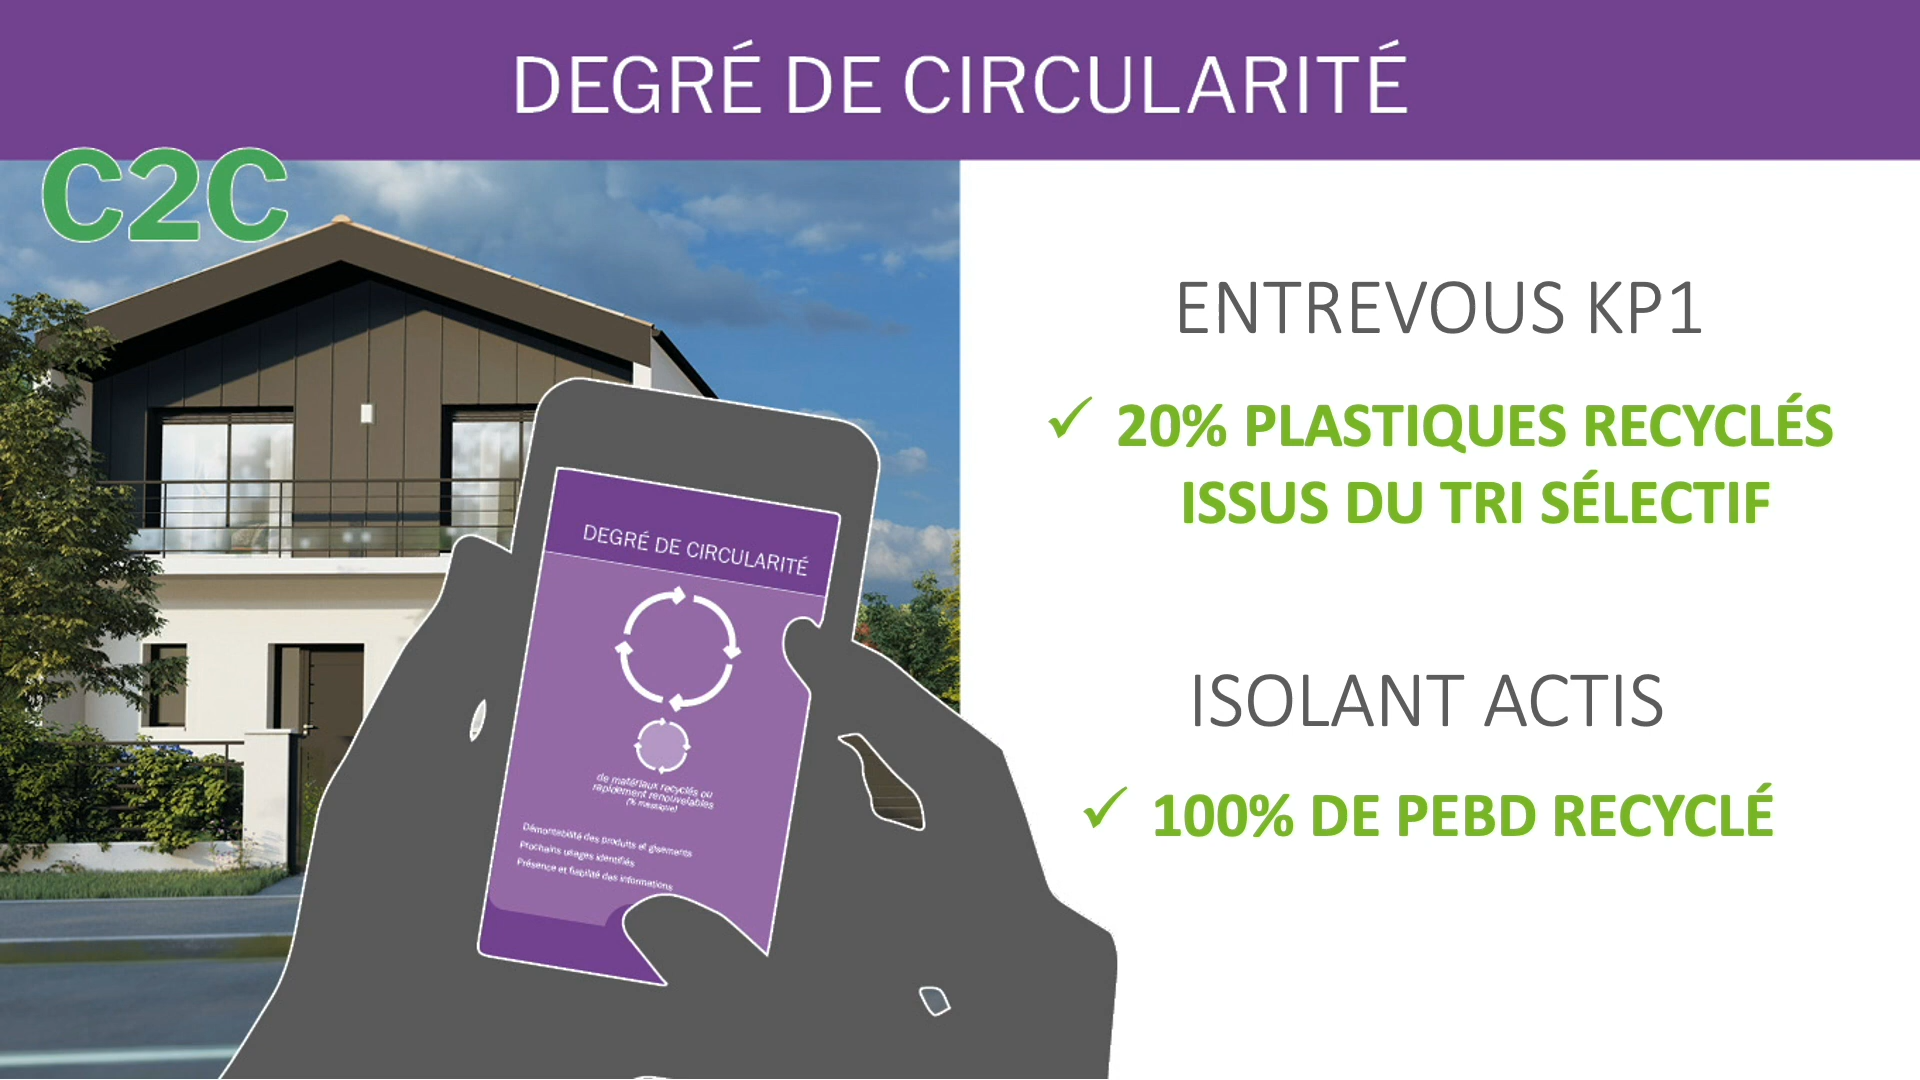 DEGRÉ DE CIRCULARITÉ
C2C
ENTREVOUS KP1
✓ 20% PLASTIQUES RECYCLÉS
ISSUS DU TRI SÉLECTIF
ISOLANT ACTIS
✓ 100% DE PEBD RECYCLÉ
DEGRÉ DE CIRCULARITÉ
de matériaux recyclés ou
rapidement renouvelables
(% massique)
Démontabilité des produits et gisements
Prochains usages identifiés
Présence et fiabilité des informations